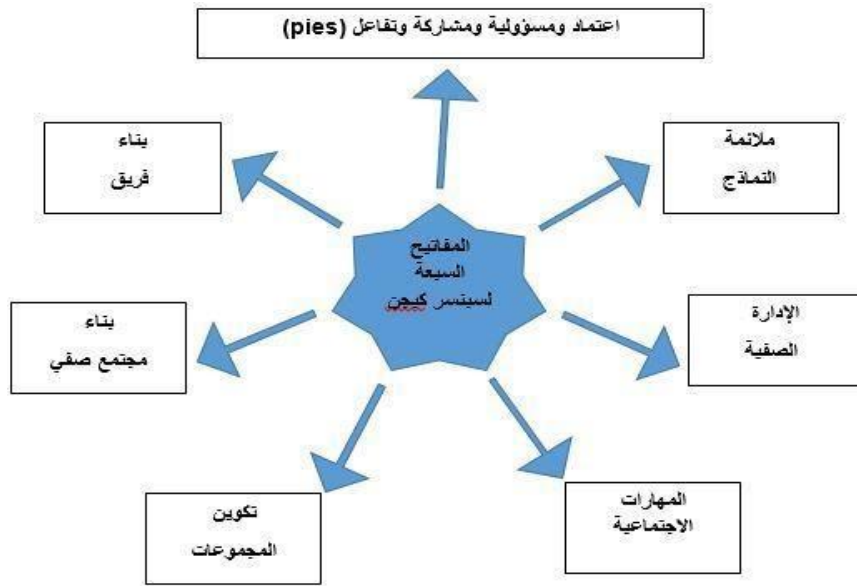 اعتماد ومسؤولية ومشاركة وتفاعل (pies)
ملائمة
النماذج
الإدارة
الصفية
المهارات
الاجتماعية
تكوين
المجموعات
بناء
مجتمع صفي
بناء
فريق
المفاتيح
السبعة
لسبنسر كيجن